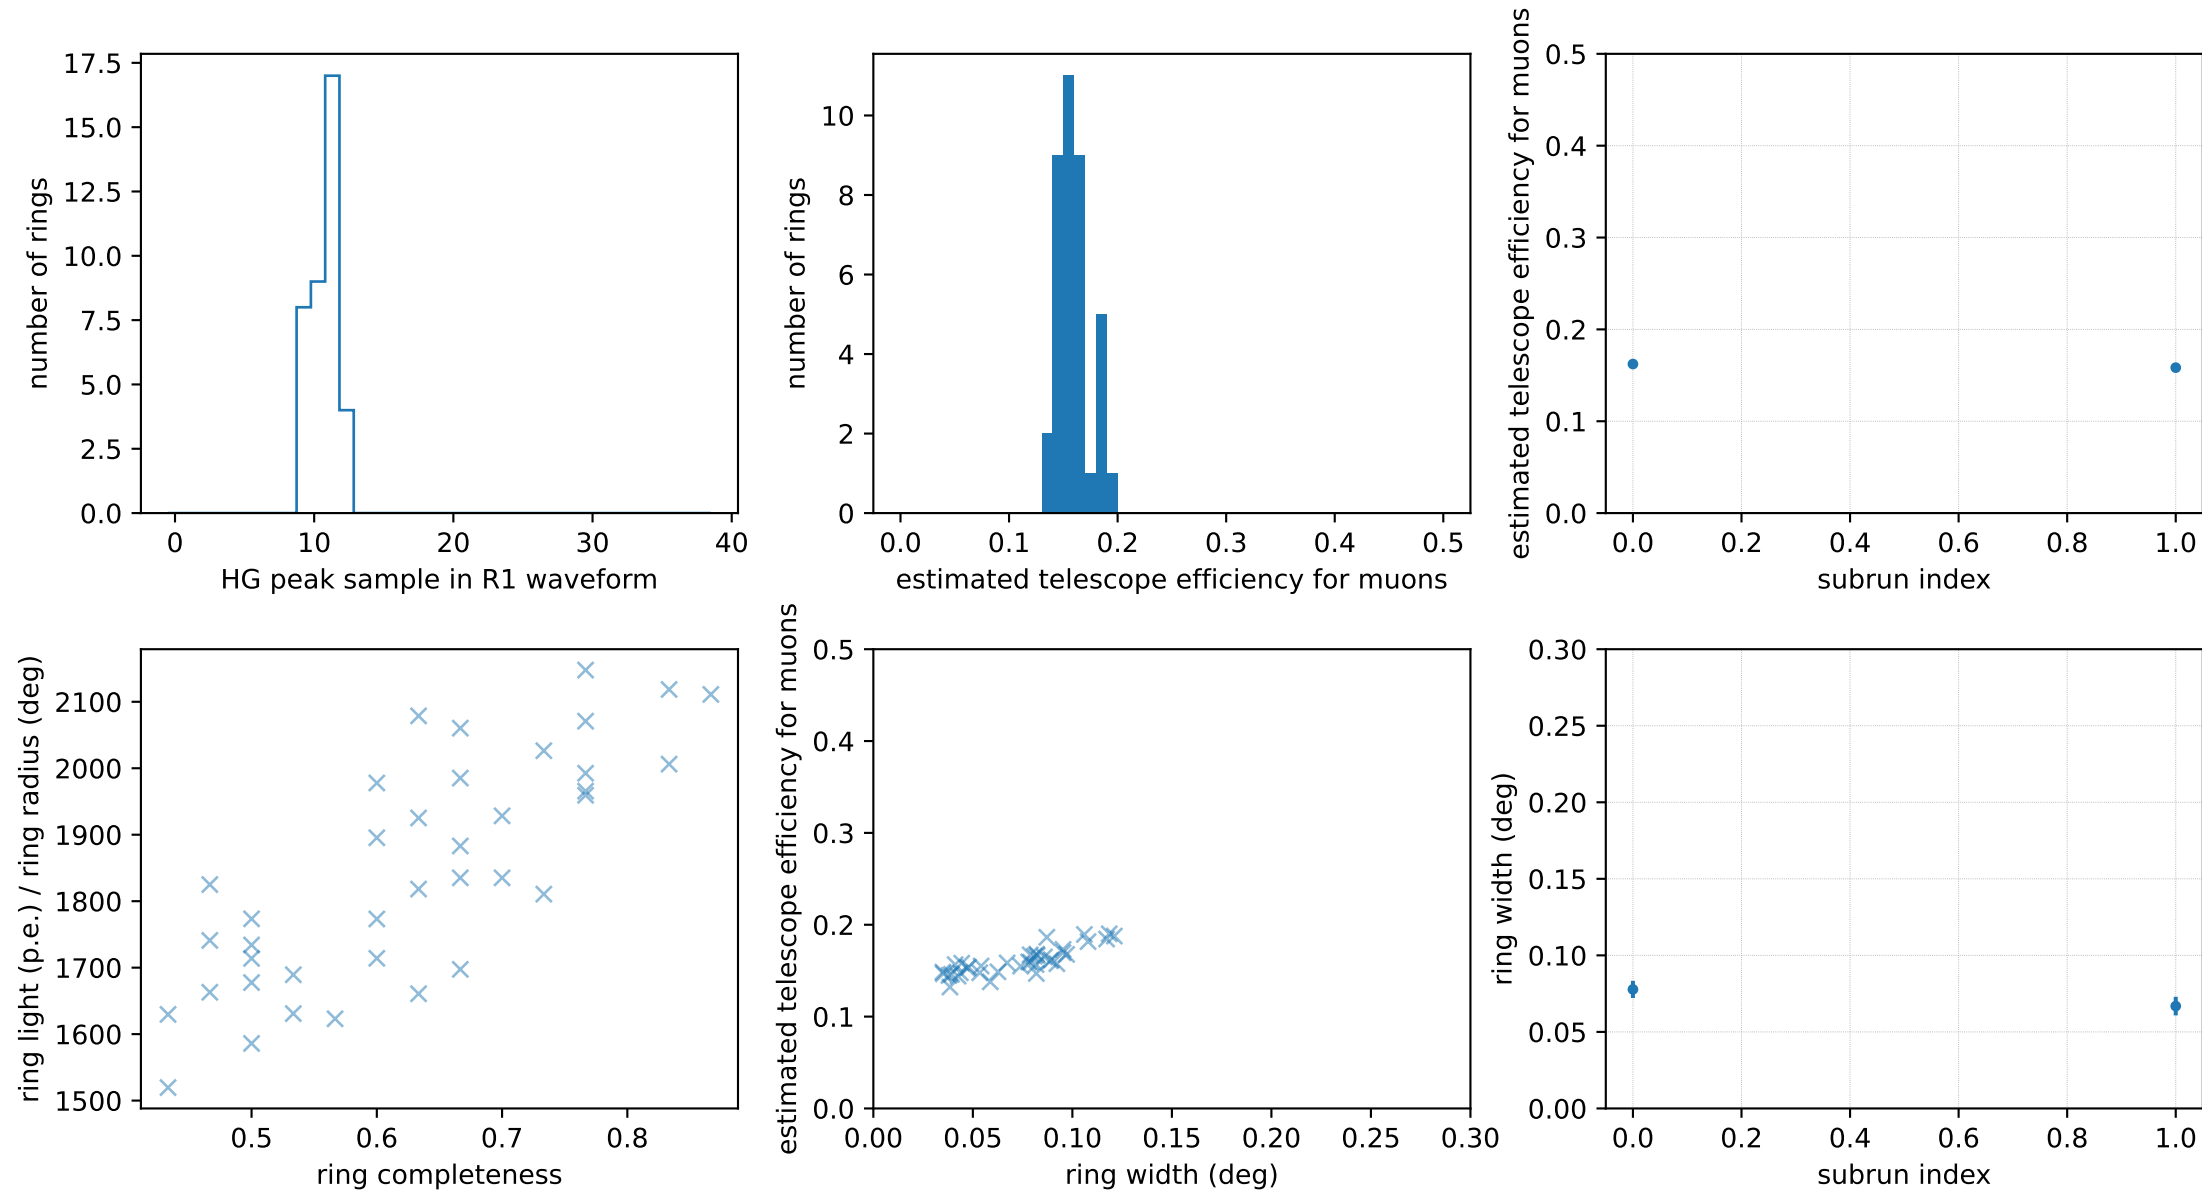 number of rings
17.5
15.0
12.5
10.0
7.5
5.0
2.5
0.0
0 10 20 30 40
HG peak sample in R1 waveform
number of rings
10
8
6
4
2
0
0.0 0.1 0.2 0.3 0.4 0.5
estimated telescope efficiency for muons
estimated telescope efficiency for muons
0.5
0.4
0.3
0.2
0.1
0.0
0.0 0.2 0.4 0.6 0.8 1.0
subrun index
ring light (p.e.) / ring radius (deg)
2100
2000
1900
1800
1700
1600
1500
0.5 0.6 0.7 0.8
ring completeness
estimated telescope efficiency for muons
0.5
0.4
0.3
0.2
0.1
0.0
0.00 0.05 0.10 0.15 0.20 0.25 0.30
ring width (deg)
ring width (deg)
0.30
0.25
0.20
0.15
0.10
0.05
0.00
0.0 0.2 0.4 0.6 0.8 1.0
subrun index